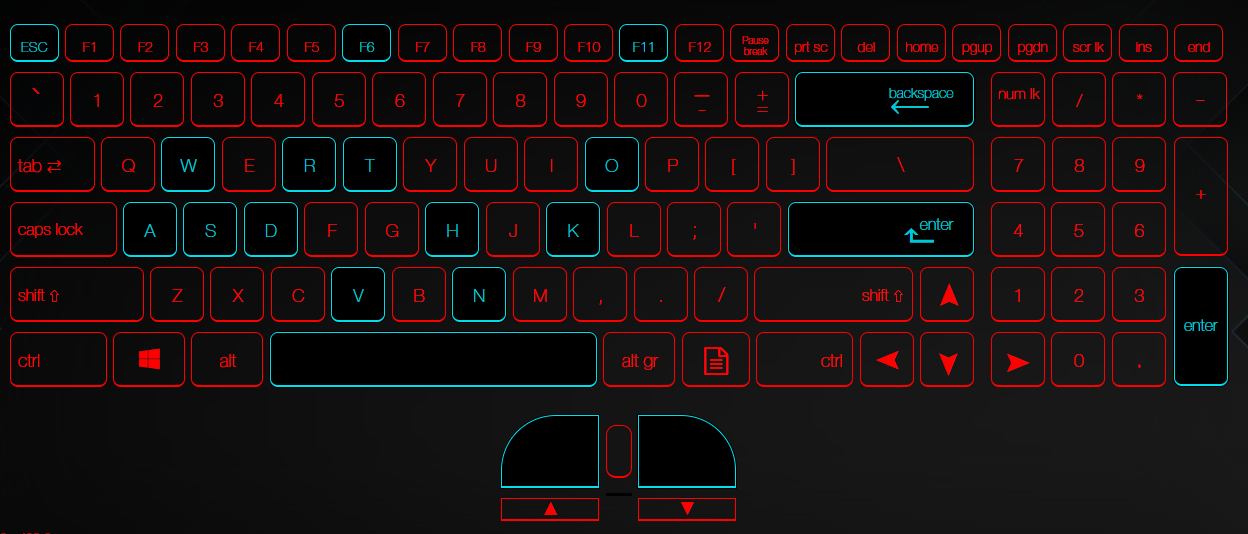 ESC F1 F2 F3 F4 F5 F6 F7 F8 F9 F10 F11 F12 Pause break prt sc del home pgup pgdn scr lk ins end
` 1 2 3 4 5 6 7 8 9 0 — - + = backspace num lk / * -
tab ⇄ Q W E R T Y U I O P [ ] \ 7 8 9 +
caps lock A S D F G H J K L ; ' enter 4 5 6
shift ⇧ Z X C V B N M , . / shift ⇧ 1 2 3 enter
ctrl alt alt gr ctrl 0 .